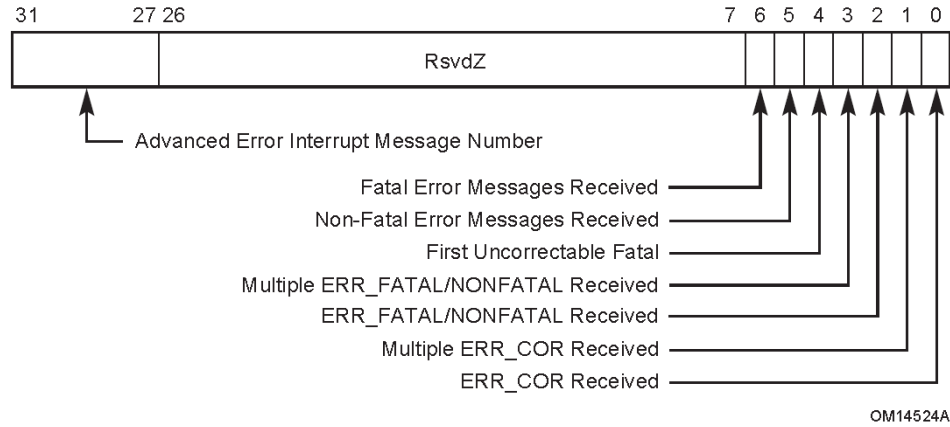 31 27 26 7 6 5 4 3 2 1 0
RsvdZ
Advanced Error Interrupt Message Number
Fatal Error Messages Received
Non-Fatal Error Messages Received
First Uncorrectable Fatal
Multiple ERR_FATAL/NONFATAL Received
ERR_FATAL/NONFATAL Received
Multiple ERR_COR Received
ERR_COR Received
OM14524A